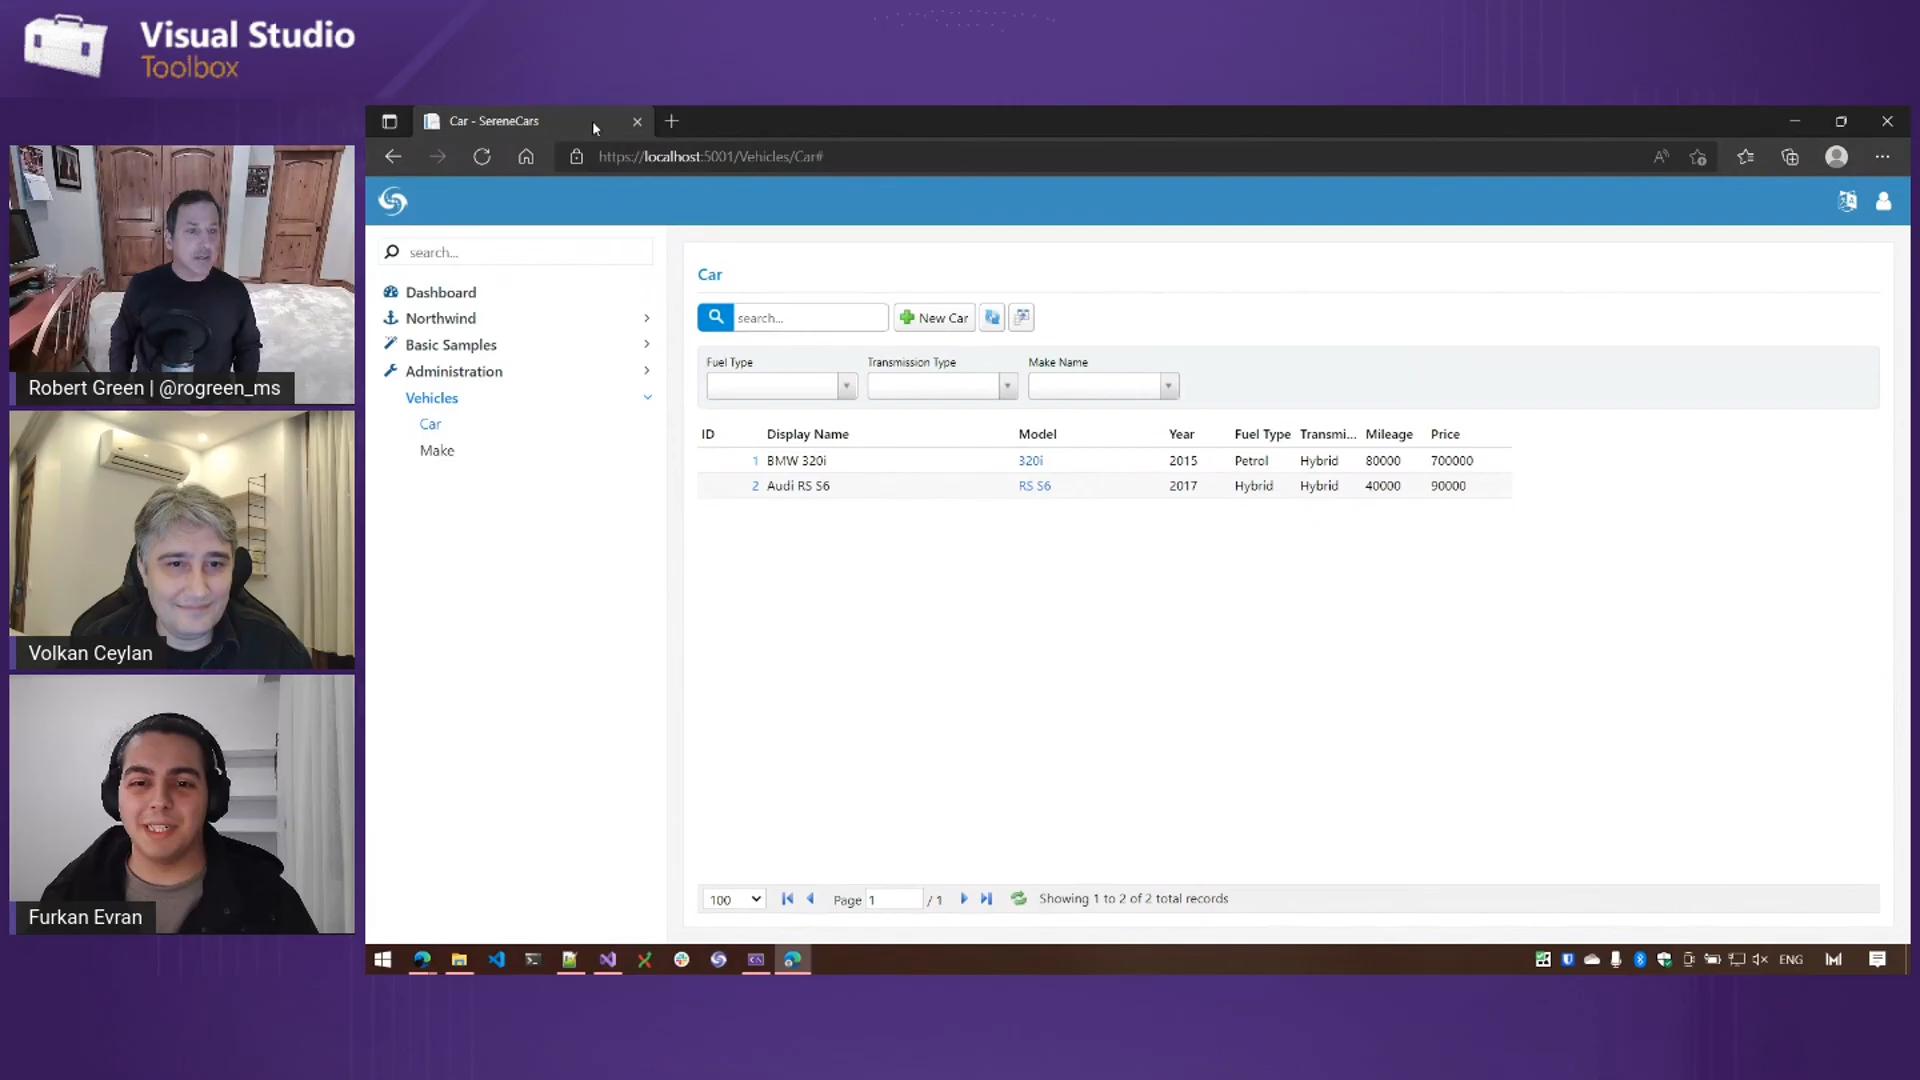 Visual Studio
Toolbox
Car - SereneCars
https://localhost:5001/Vehicles/Car#
search...
Dashboard
Northwind
Basic Samples
Administration
Vehicles
Car
Make
Car
search...
New Car
Fuel Type Transmission Type Make Name
ID Display Name Model Year Fuel Type Transmi... Mileage Price
1 BMW 320i 320i 2015 Petrol Hybrid 80000 700000
2 Audi RS S6 RS S6 2017 Hybrid Hybrid 40000 90000
100 Page 1 / 1 Showing 1 to 2 of 2 total records
ENG
Robert Green | @rogreen_ms
Volkan Ceylan
Furkan Evran